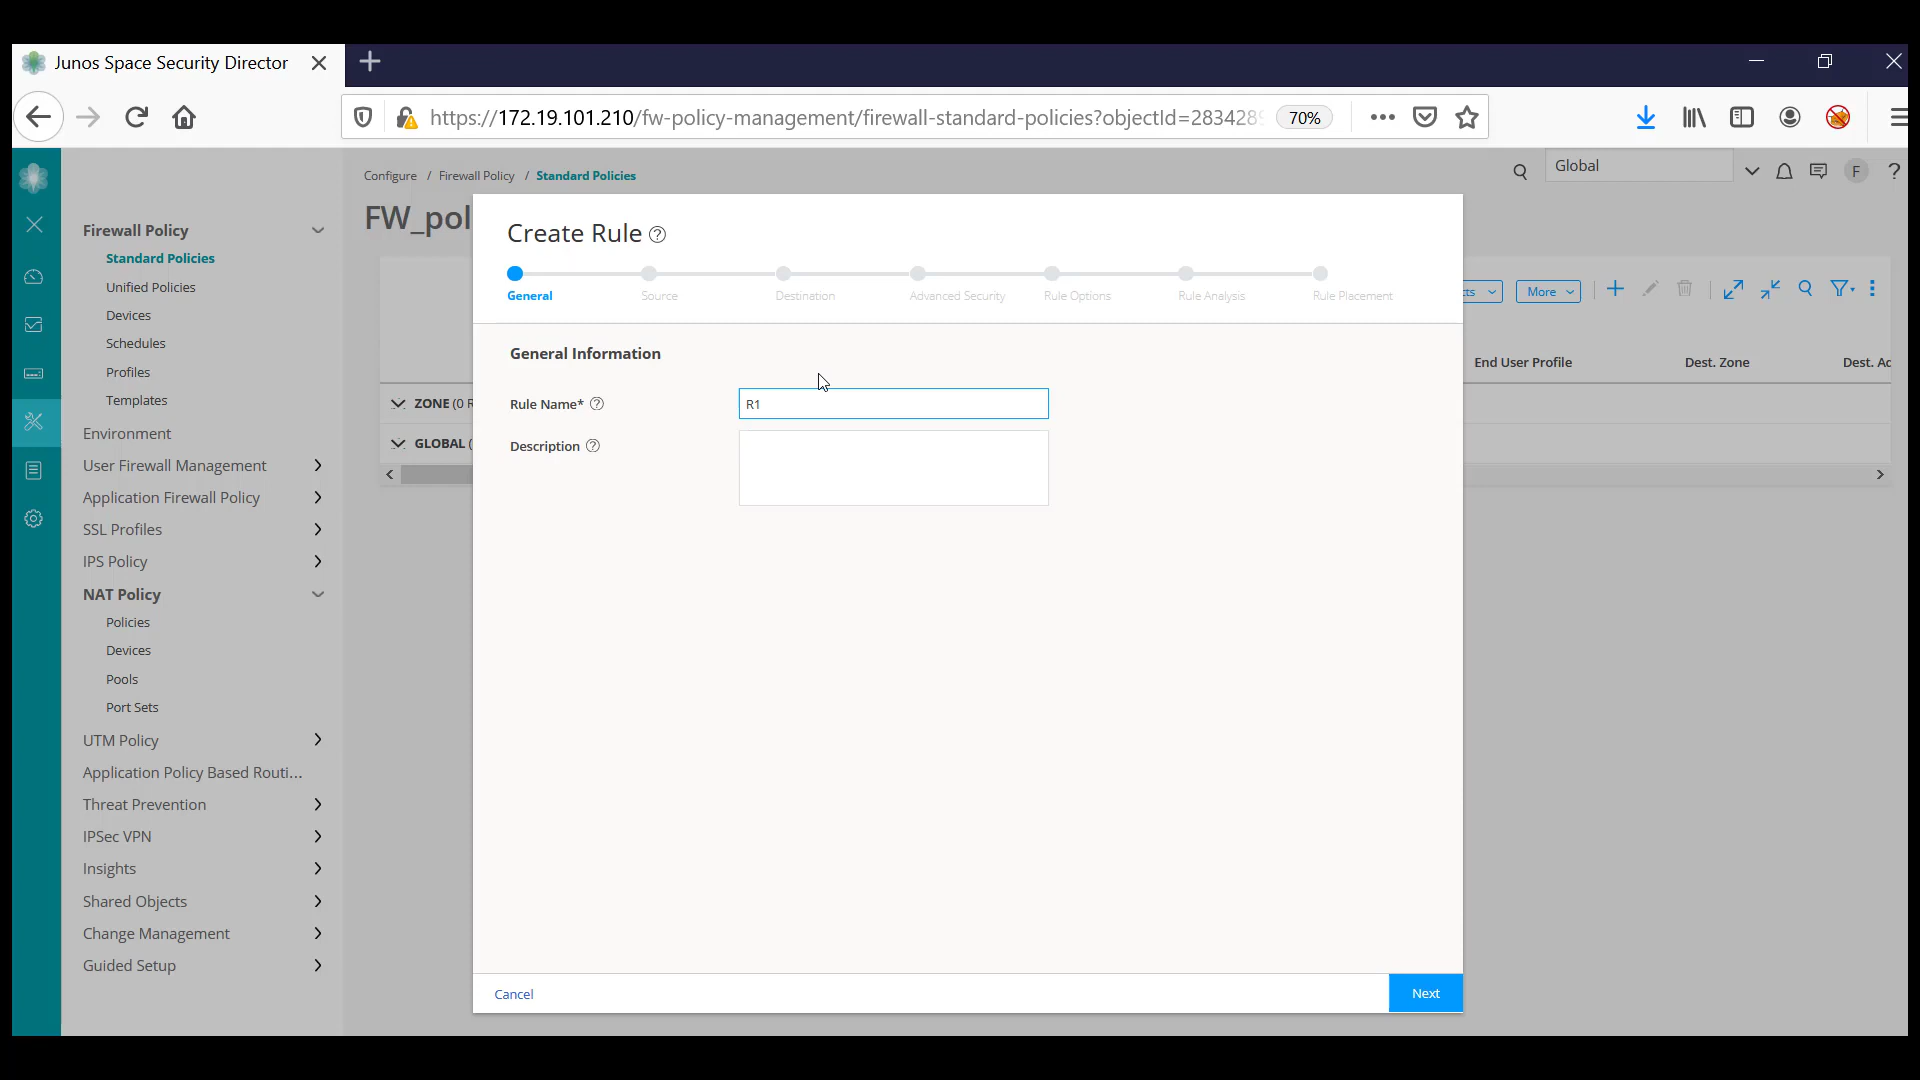 Junos Space Security Director
https://172.19.101.210/fw-policy-management/firewall-standard-policies?objectId=283428
70%
Configure / Firewall Policy / Standard Policies
Global
F
?
FW_pol
Firewall Policy
Standard Policies
Unified Policies
Devices
Schedules
Profiles
Templates
Environment
User Firewall Management
Application Firewall Policy
SSL Profiles
IPS Policy
NAT Policy
Policies
Devices
Pools
Port Sets
UTM Policy
Application Policy Based Routi...
Threat Prevention
IPSec VPN
Insights
Shared Objects
Change Management
Guided Setup
ZONE (0 R
GLOBAL (
Create Rule ?
General
Source
Destination
Advanced Security
Rule Options
Rule Analysis
Rule Placement
General Information
Rule Name* ?
R1
Description ?
Cancel
Next
cts
More
End User Profile
Dest. Zone
Dest. Ad